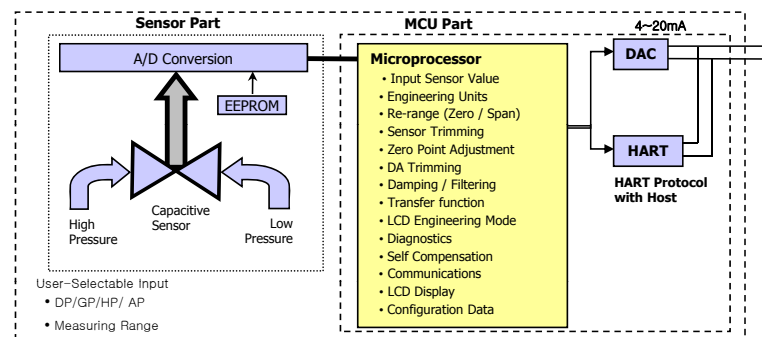 Sensor Part
MCU Part
4~20mA
A/D Conversion
EEPROM
High
Pressure
Capacitive
Sensor
Low
Pressure
Microprocessor
• Input Sensor Value
• Engineering Units
• Re-range (Zero / Span)
• Sensor Trimming
• Zero Point Adjustment
• DA Trimming
• Damping / Filtering
• Transfer function
• LCD Engineering Mode
• Diagnostics
• Self Compensation
• Communications
• LCD Display
• Configuration Data
DAC
HART
HART Protocol
with Host
User-Selectable Input
• DP/GP/HP/ AP
• Measuring Range